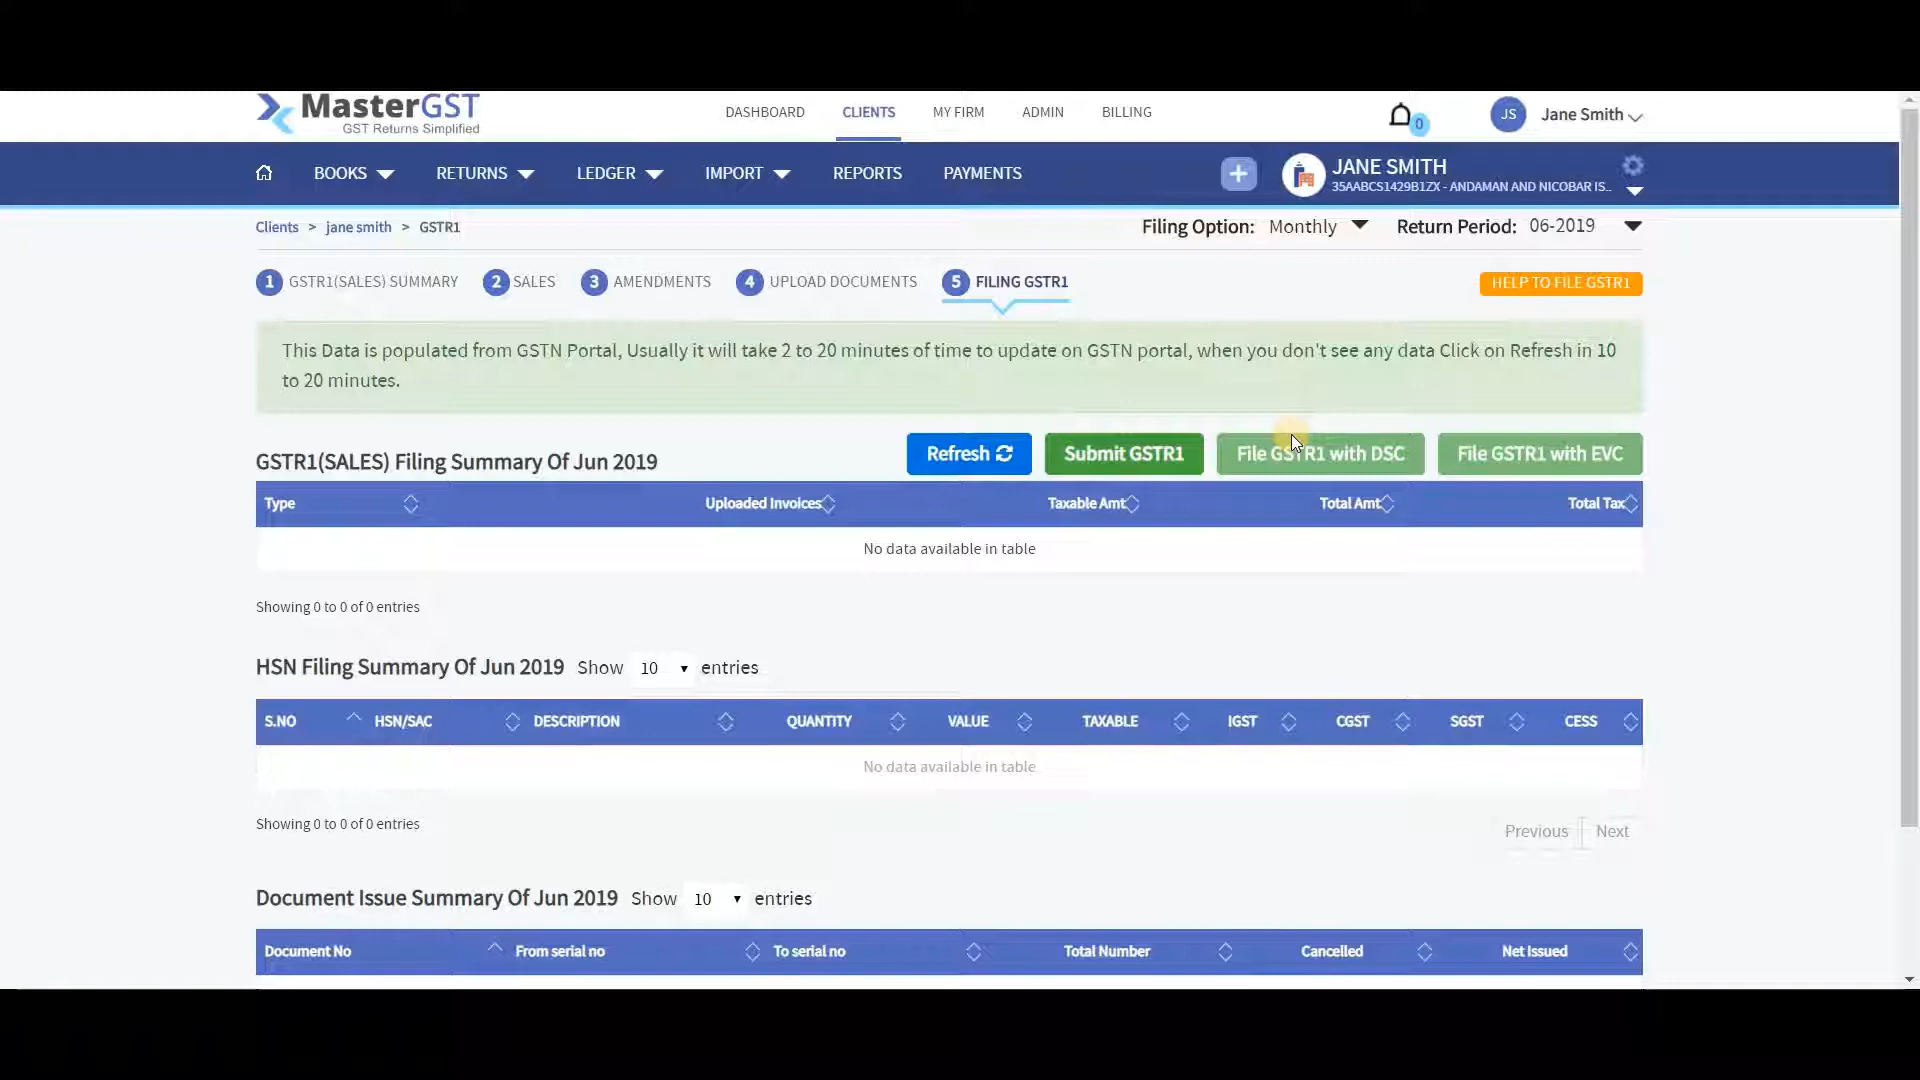 MasterGST
GST Returns Simplified
DASHBOARD CLIENTS MY FIRM ADMIN BILLING
0
JS Jane Smith
BOOKS RETURNS LEDGER IMPORT REPORTS PAYMENTS
JANE SMITH
35AABCS1429B1ZX - ANDAMAN AND NICOBAR IS..
Clients > jane smith > GSTR1
Filing Option: Monthly Return Period: 06-2019
1 GSTR1(SALES) SUMMARY 2 SALES 3 AMENDMENTS 4 UPLOAD DOCUMENTS 5 FILING GSTR1
HELP TO FILE GSTR1
This Data is populated from GSTN Portal, Usually it will take 2 to 20 minutes of time to update on GSTN portal, when you don't see any data Click on Refresh in 10
to 20 minutes.
GSTR1(SALES) Filing Summary Of Jun 2019
Refresh Submit GSTR1 File GSTR1 with DSC File GSTR1 with EVC
Type Uploaded Invoices Taxable Amt Total Amt Total Tax
No data available in table
Showing 0 to 0 of 0 entries
HSN Filing Summary Of Jun 2019 Show 10 entries
S.NO HSN/SAC DESCRIPTION QUANTITY VALUE TAXABLE IGST CGST SGST CESS
No data available in table
Showing 0 to 0 of 0 entries
Previous Next
Document Issue Summary Of Jun 2019 Show 10 entries
Document No From serial no To serial no Total Number Cancelled Net Issued